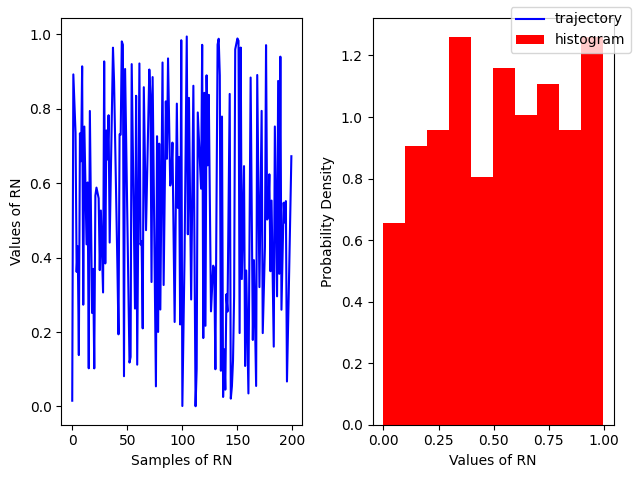 trajectory
histogram
Values of RN
1.0
0.8
0.6
0.4
0.2
0.0
0 50 100 150 200
Samples of RN
Probability Density
1.2
1.0
0.8
0.6
0.4
0.2
0.0
0.00 0.25 0.50 0.75 1.00
Values of RN